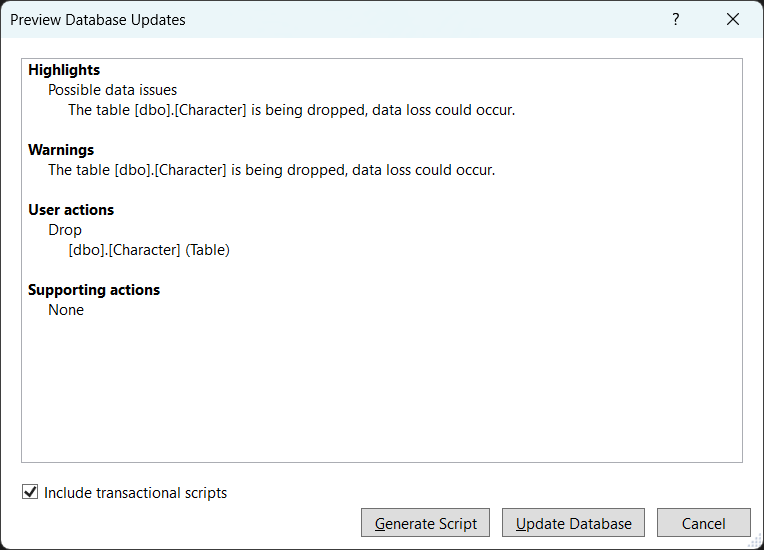 Preview Database Updates
?
Highlights
Possible data issues
The table [dbo].[Character] is being dropped, data loss could occur.
Warnings
The table [dbo].[Character] is being dropped, data loss could occur.
User actions
Drop
[dbo].[Character] (Table)
Supporting actions
None
Include transactional scripts
Generate Script Update Database Cancel